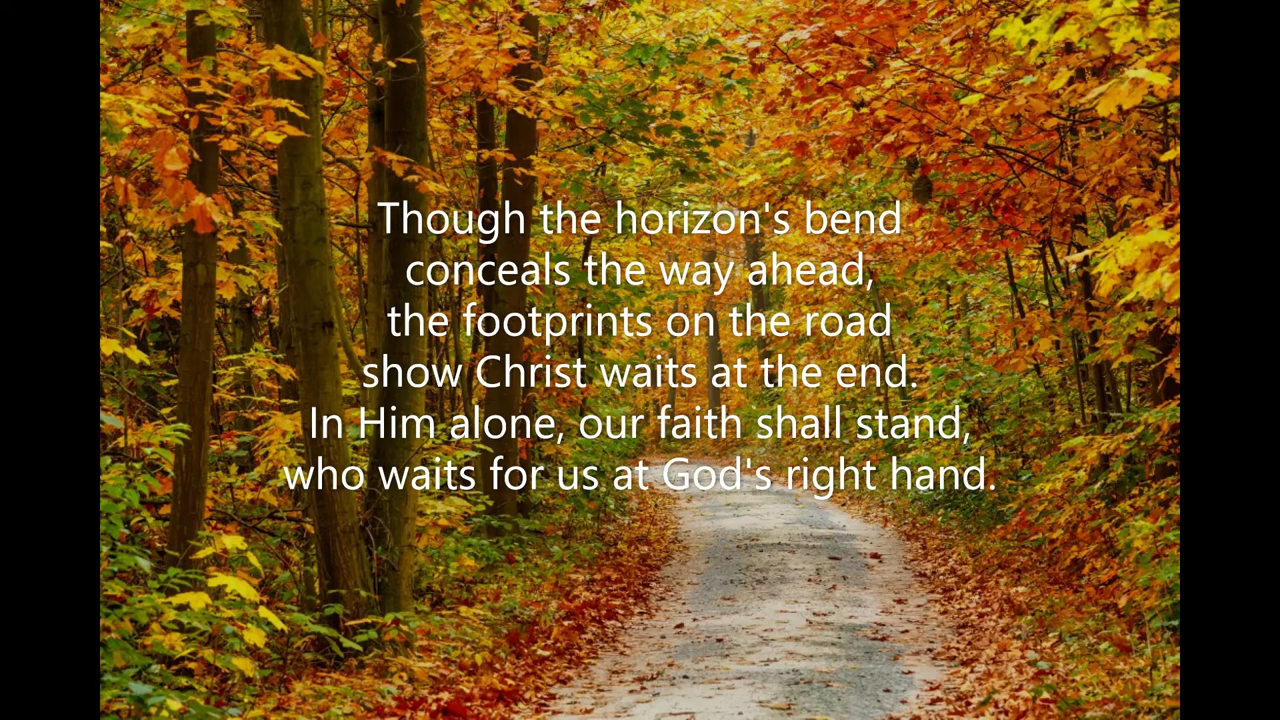 Though the horizon's bend
conceals the way ahead,
the footprints on the road
show Christ waits at the end.
In Him alone, our faith shall stand,
who waits for us at God's right hand.